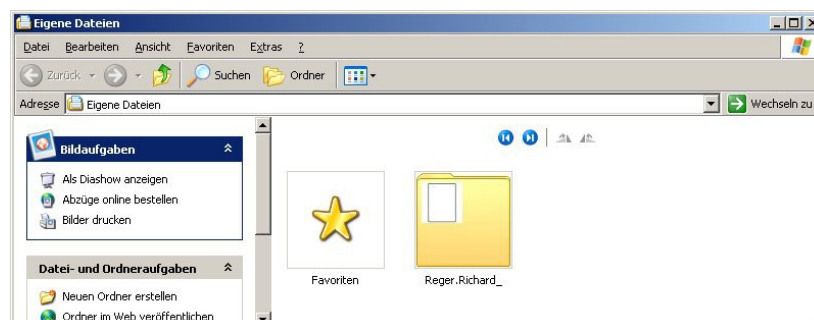 Eigene Dateien
Datei Bearbeiten Ansicht Favoriten Extras ?
Zurück Suchen Ordner
Adresse Eigene Dateien Wechseln zu
Bildaufgaben
Als Diashow anzeigen
Abzüge online bestellen
Bilder drucken
Datei- und Ordneraufgaben
Neuen Ordner erstellen
Ordner im Web veröffentlichen
Favoriten Reger.Richard_